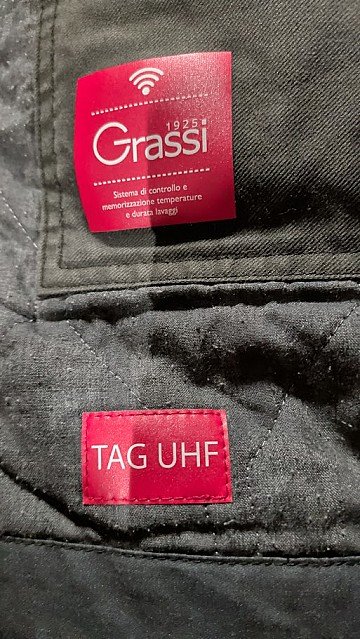 1925
Grassi
Sistema di controllo e
memorizzazione temperature
e durata lavaggi
TAG UHF